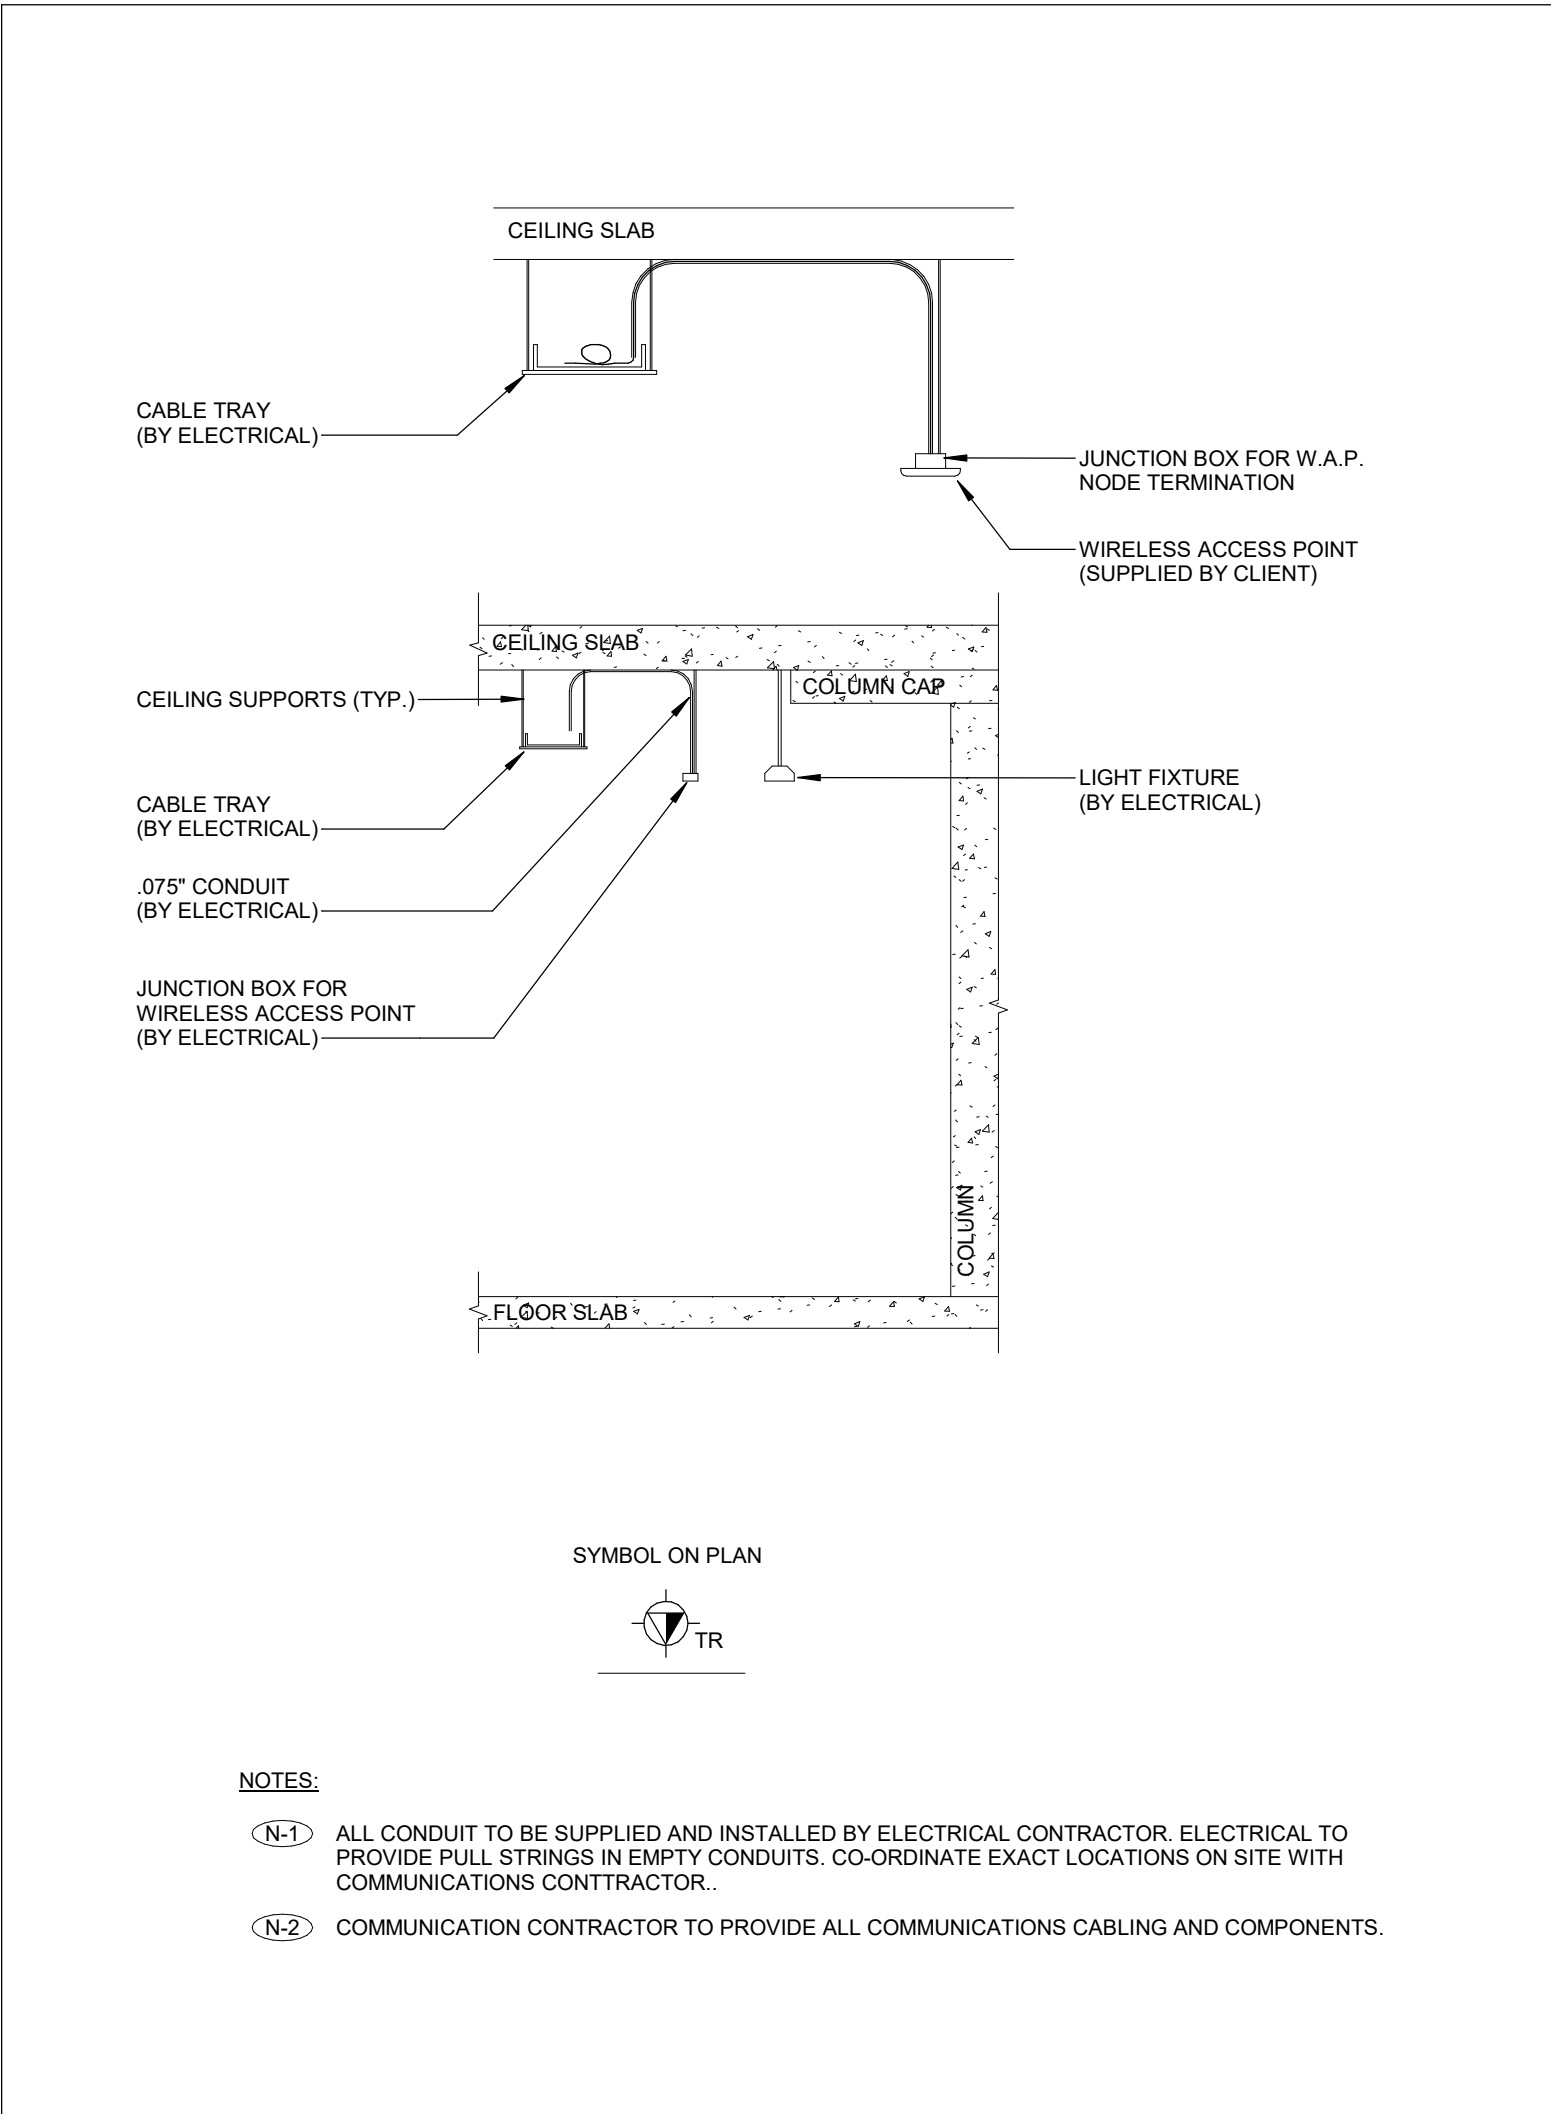 CEILING SLAB
CABLE TRAY
(BY ELECTRICAL)
JUNCTION BOX FOR W.A.P.
NODE TERMINATION
WIRELESS ACCESS POINT
(SUPPLIED BY CLIENT)
CEILING SLAB
COLUMN CAP
CEILING SUPPORTS (TYP.)
LIGHT FIXTURE
(BY ELECTRICAL)
CABLE TRAY
(BY ELECTRICAL)
.075" CONDUIT
(BY ELECTRICAL)
JUNCTION BOX FOR
WIRELESS ACCESS POINT
(BY ELECTRICAL)
COLUMN
FLOOR SLAB
SYMBOL ON PLAN
TR
NOTES:
N-1 ALL CONDUIT TO BE SUPPLIED AND INSTALLED BY ELECTRICAL CONTRACTOR. ELECTRICAL TO
PROVIDE PULL STRINGS IN EMPTY CONDUITS. CO-ORDINATE EXACT LOCATIONS ON SITE WITH
COMMUNICATIONS CONTTRACTOR..
N-2 COMMUNICATION CONTRACTOR TO PROVIDE ALL COMMUNICATIONS CABLING AND COMPONENTS.